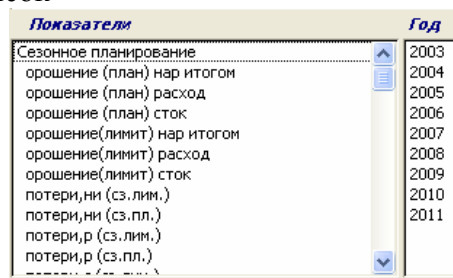 Показатели Год
Сезонное планирование 2003
орошение (план) нар итогом 2004
орошение (план) расход 2005
орошение (план) сток 2006
орошение(лимит) нар итогом 2007
орошение(лимит) расход 2008
орошение(лимит) сток 2009
потери,ни (сз.лим.) 2010
потери,ни (сз.пл.) 2011
потери,р (сз.лим.)
потери,р (сз.пл.)